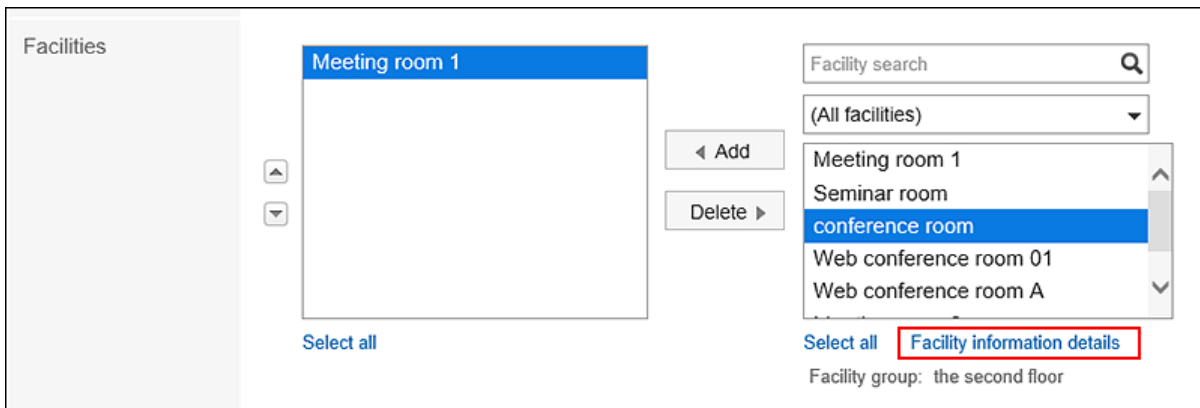 Facilities
Meeting room 1
Select all
Add
Delete
Facility search
(All facilities)
Meeting room 1
Seminar room
conference room
Web conference room 01
Web conference room A
Select all Facility information details
Facility group: the second floor